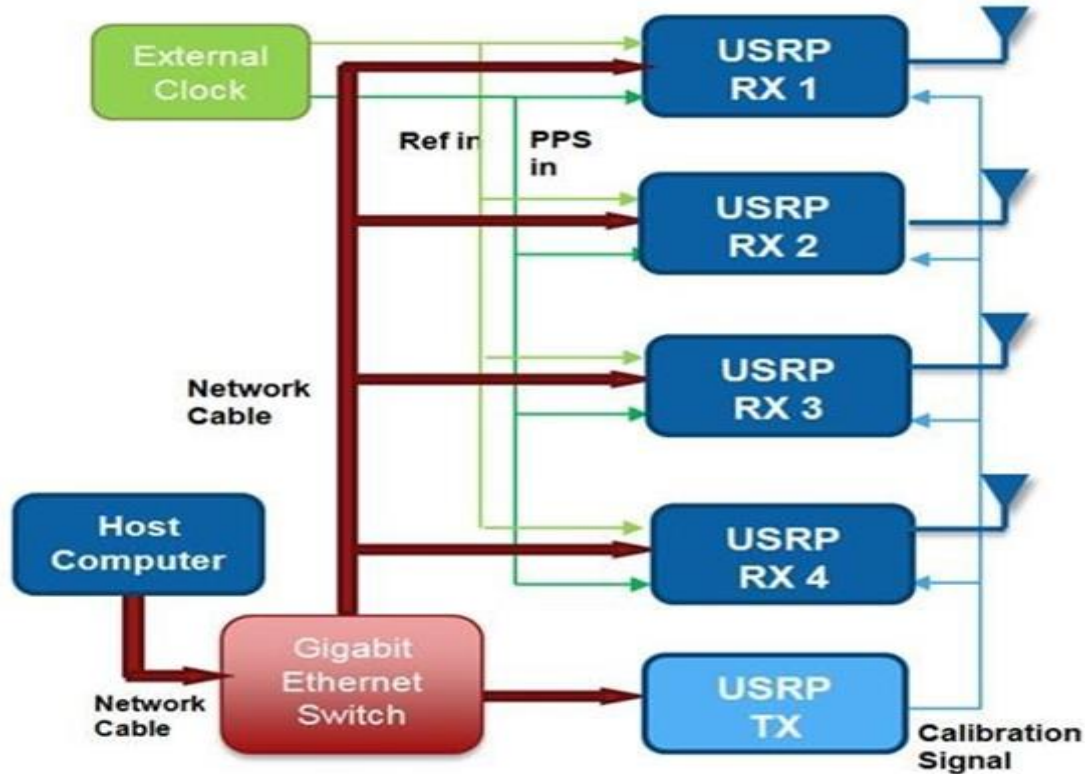 External
Clock
USRP
RX 1
Ref in
PPS
in
USRP
RX 2
USRP
RX 3
Network
Cable
Host
Computer
USRP
RX 4
Gigabit
Ethernet
Switch
Network
Cable
USRP
TX
Calibration
Signal